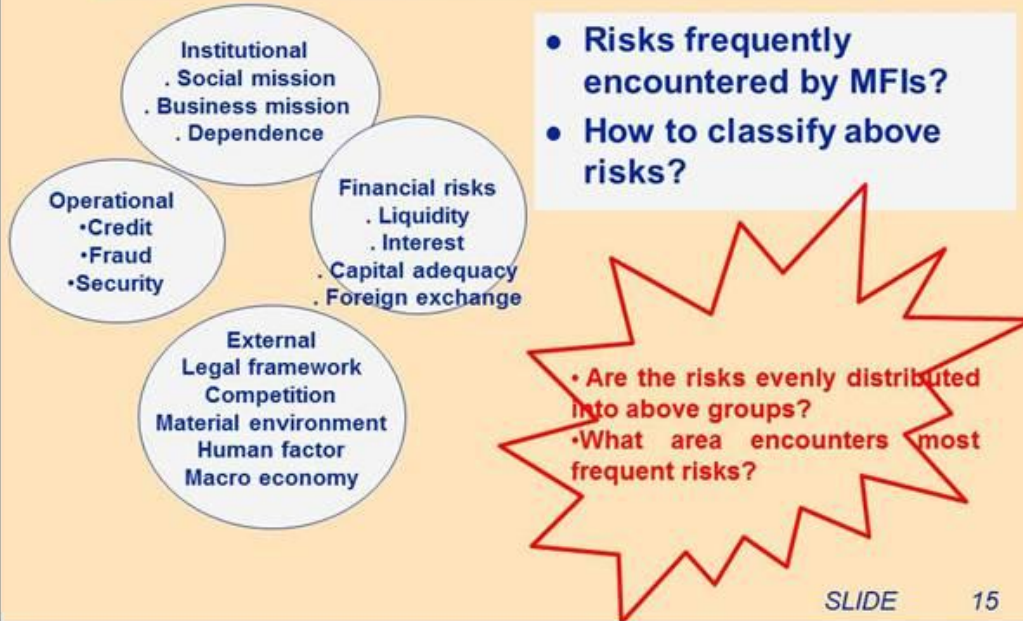 Institutional
. Social mission
. Business mission
. Dependence
Operational
•Credit
•Fraud
•Security
Financial risks
. Liquidity
. Interest
. Capital adequacy
. Foreign exchange
External
Legal framework
Competition
Material environment
Human factor
Macro economy
• Risks frequently
encountered by MFIs?
• How to classify above
risks?
• Are the risks evenly distributed
into above groups?
•What area encounters most
frequent risks?
SLIDE 15